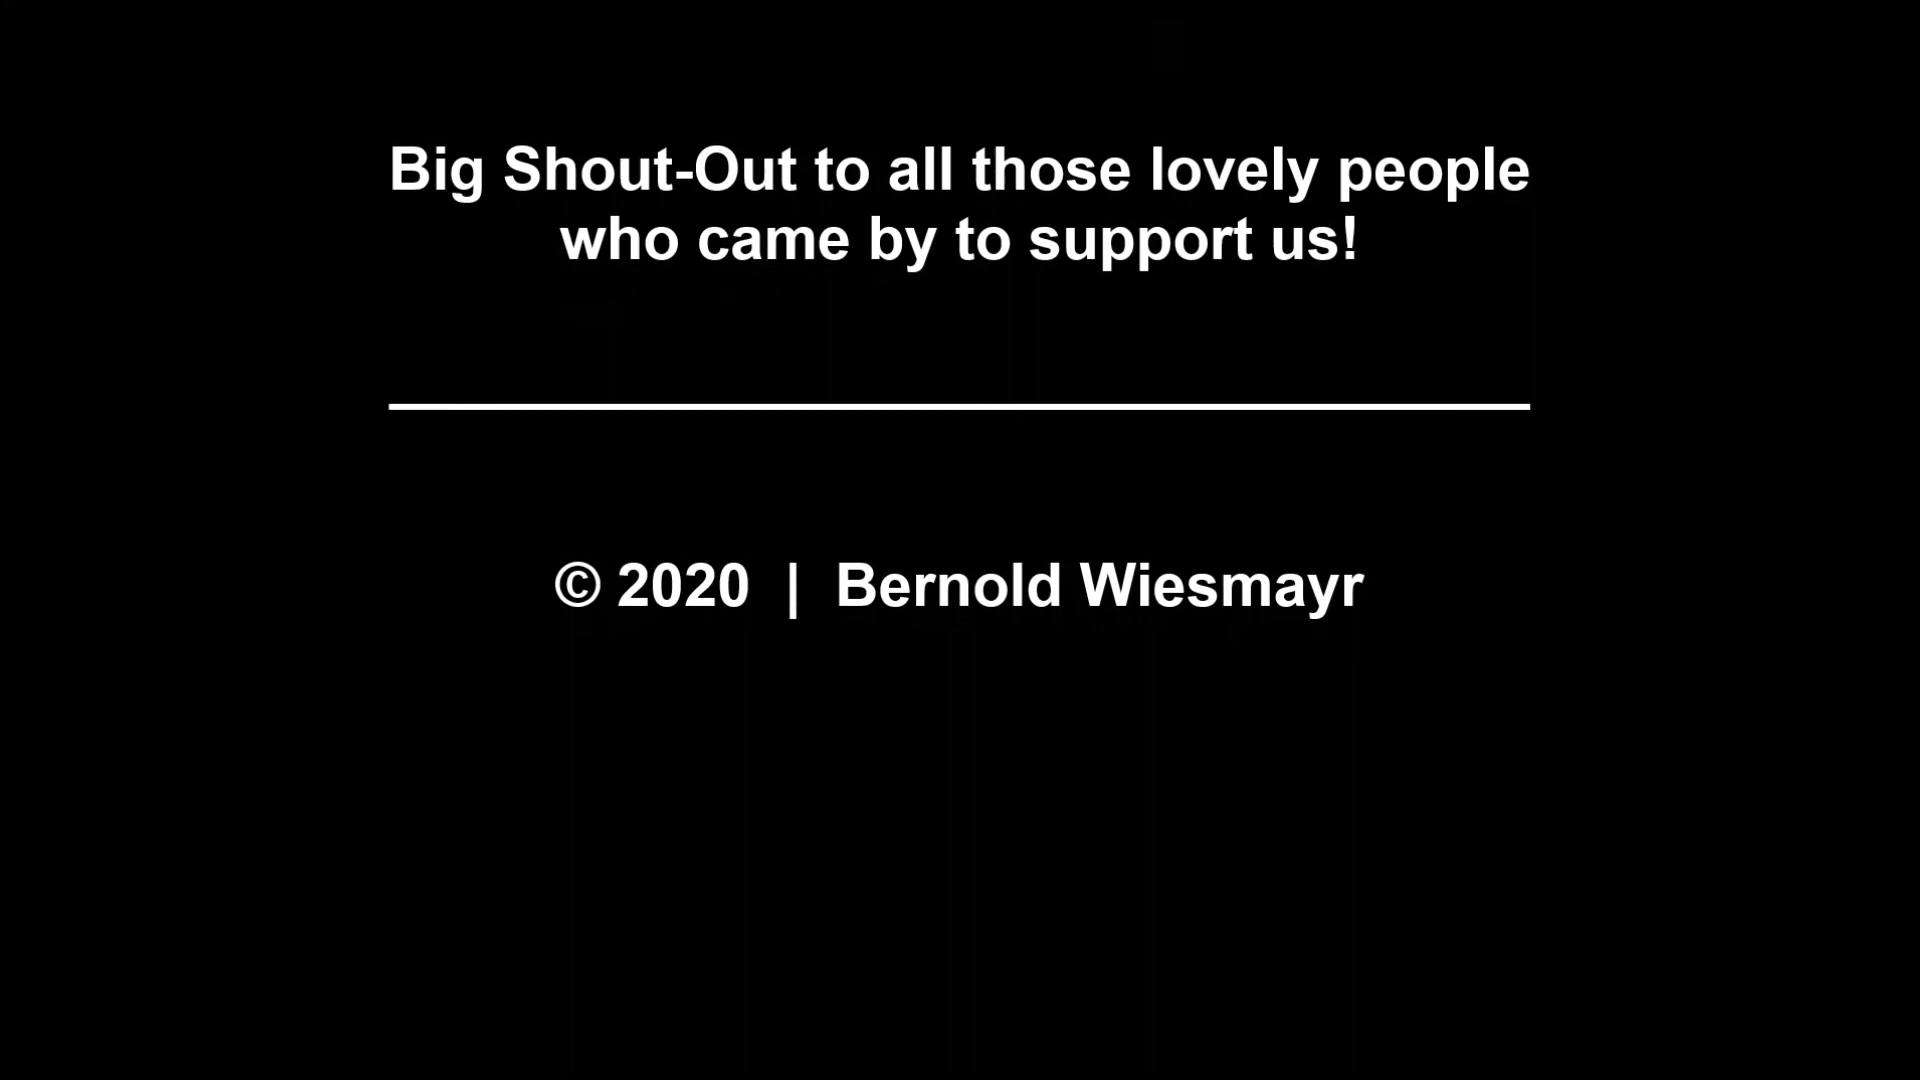 Big Shout-Out to all those lovely people
who came by to support us!
© 2020 | Bernold Wiesmayr